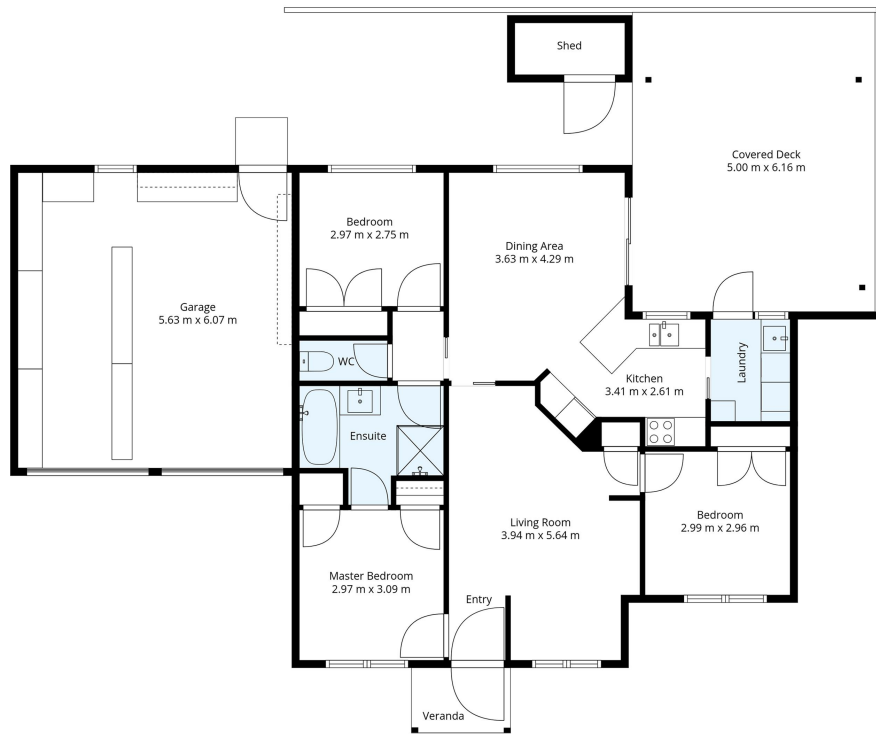 Shed
Covered Deck
5.00 m x 6.16 m
Bedroom
2.97 m x 2.75 m
Dining Area
3.63 m x 4.29 m
Garage
5.63 m x 6.07 m
WC
Kitchen
3.41 m x 2.61 m
Laundry
Ensuite
Living Room
3.94 m x 5.64 m
Bedroom
2.99 m x 2.96 m
Master Bedroom
2.97 m x 3.09 m
Entry
Veranda